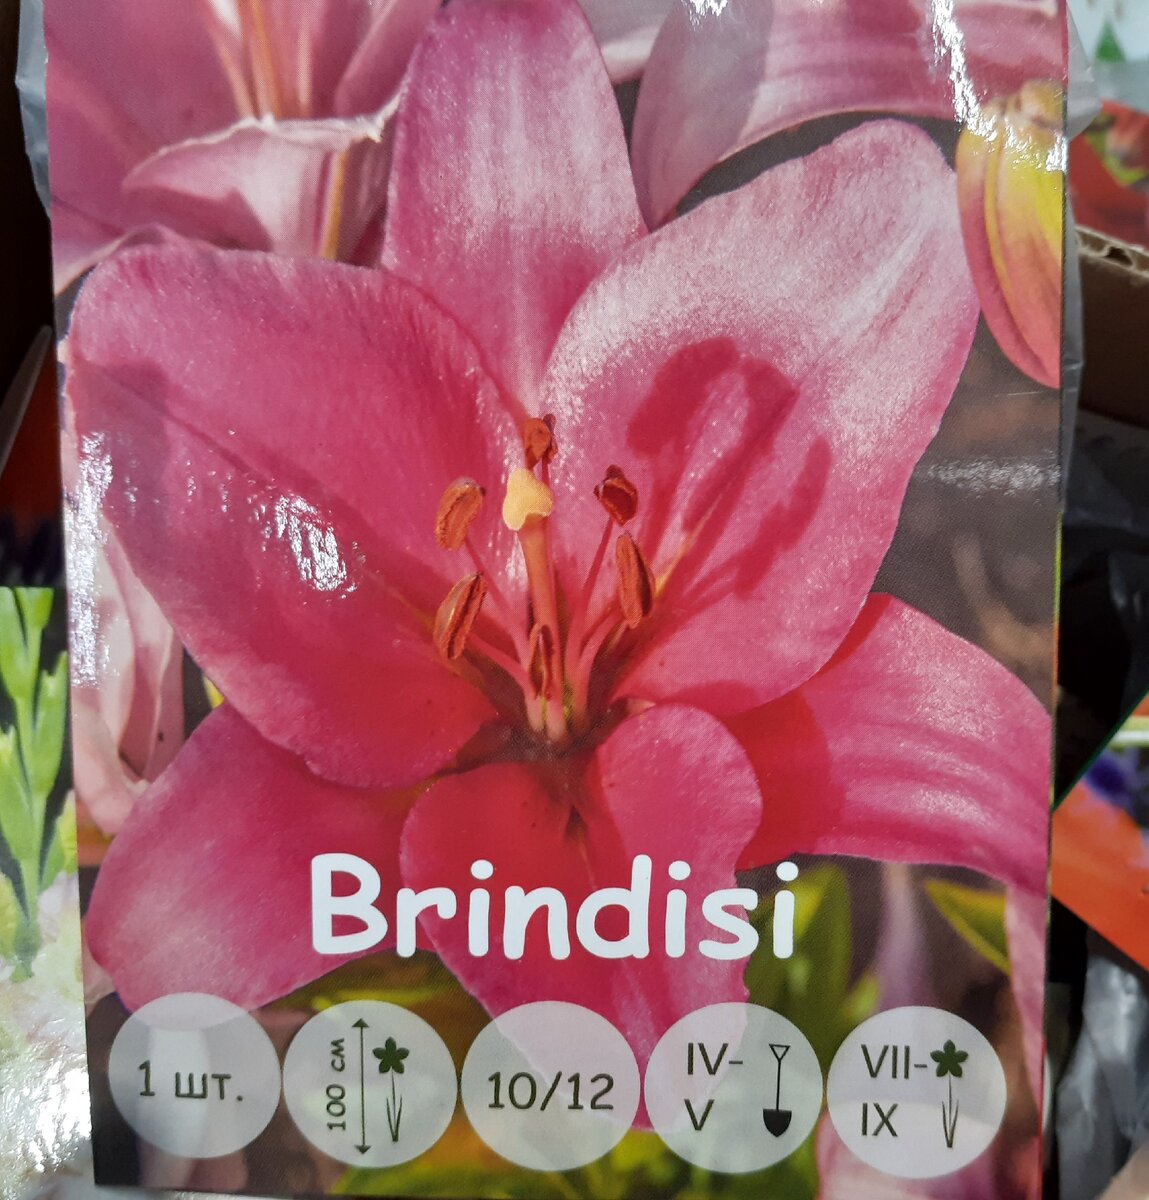 Brindisi
1 шт.
100 см
10/12
IV-
V
VII-
IX